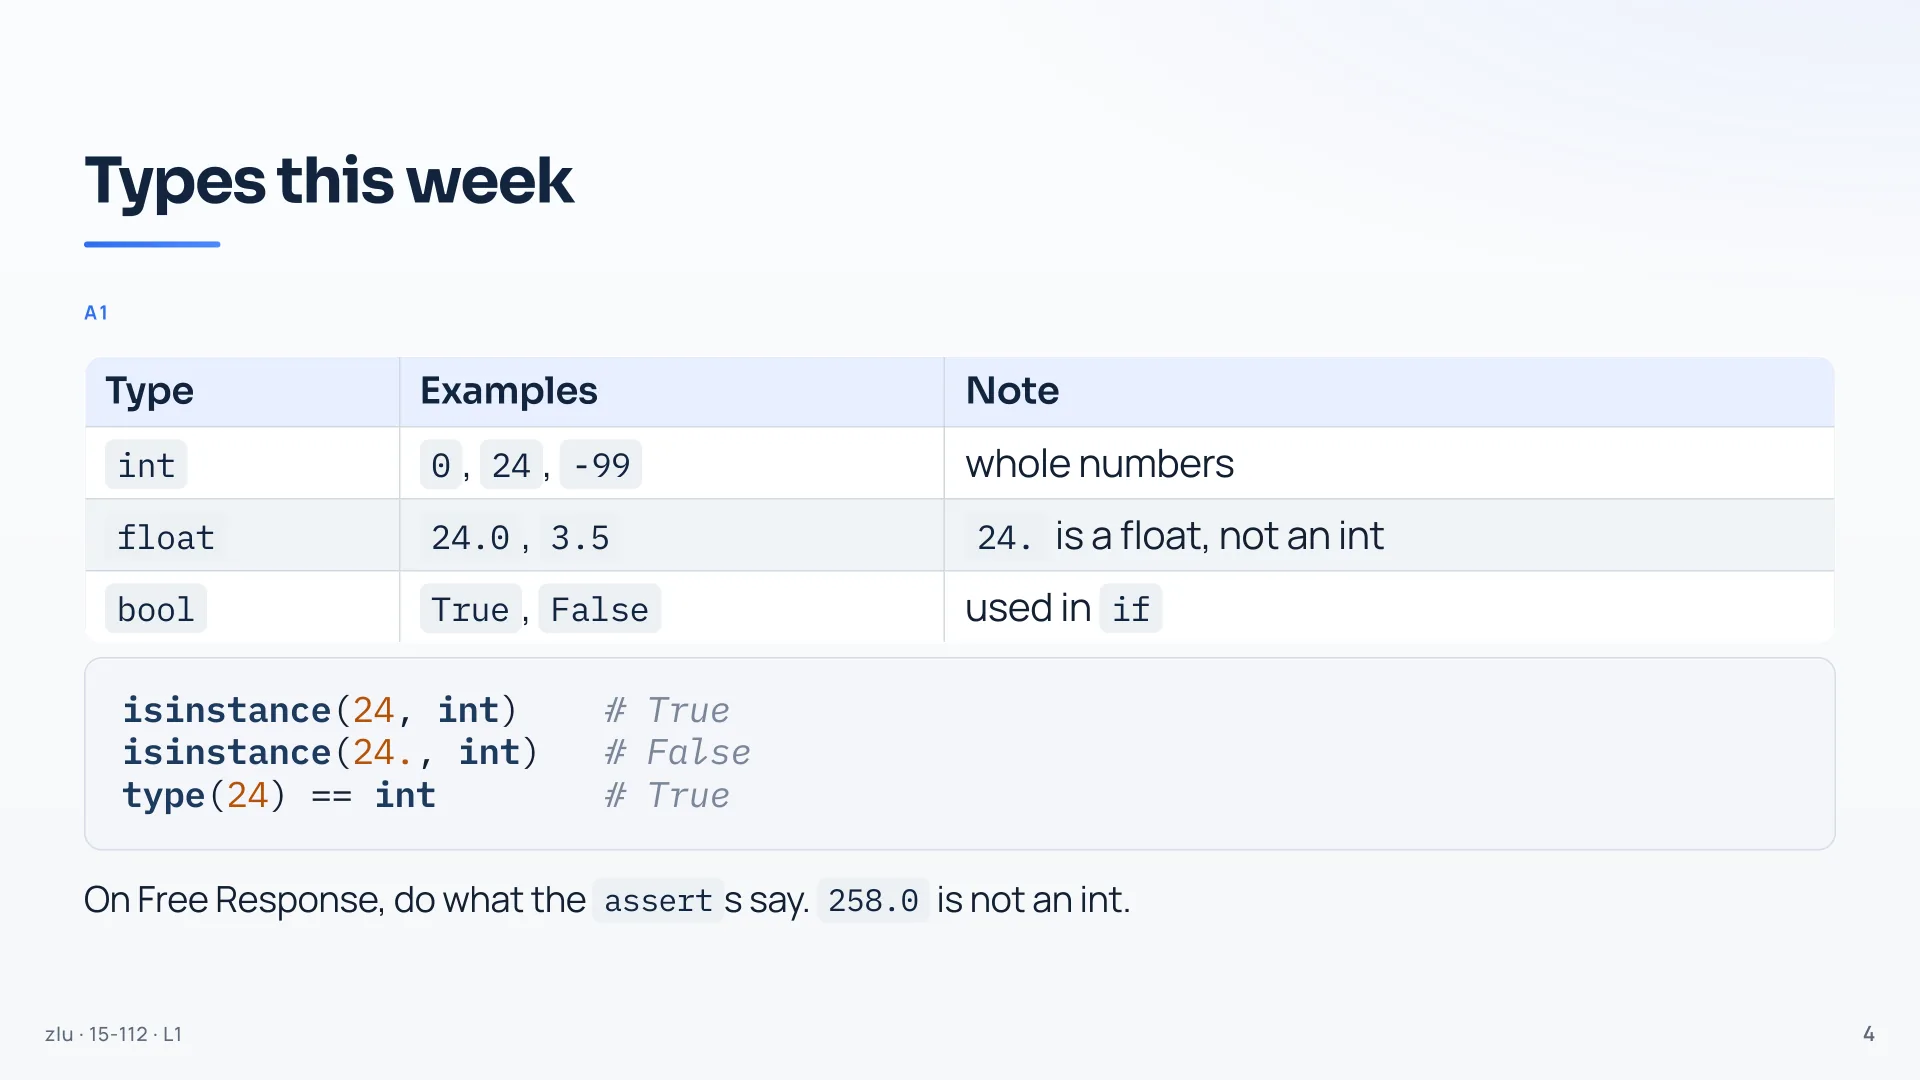 Types this week
A1
Type Examples Note
int 0, 24, -99 whole numbers
float 24.0, 3.5 24. is a float, not an int
bool True, False used in if
isinstance(24, int)    # True
isinstance(24., int)   # False
type(24) == int        # True
On Free Response, do what the asserts say. 258.0 is not an int.
zlu · 15-112 · L1
4